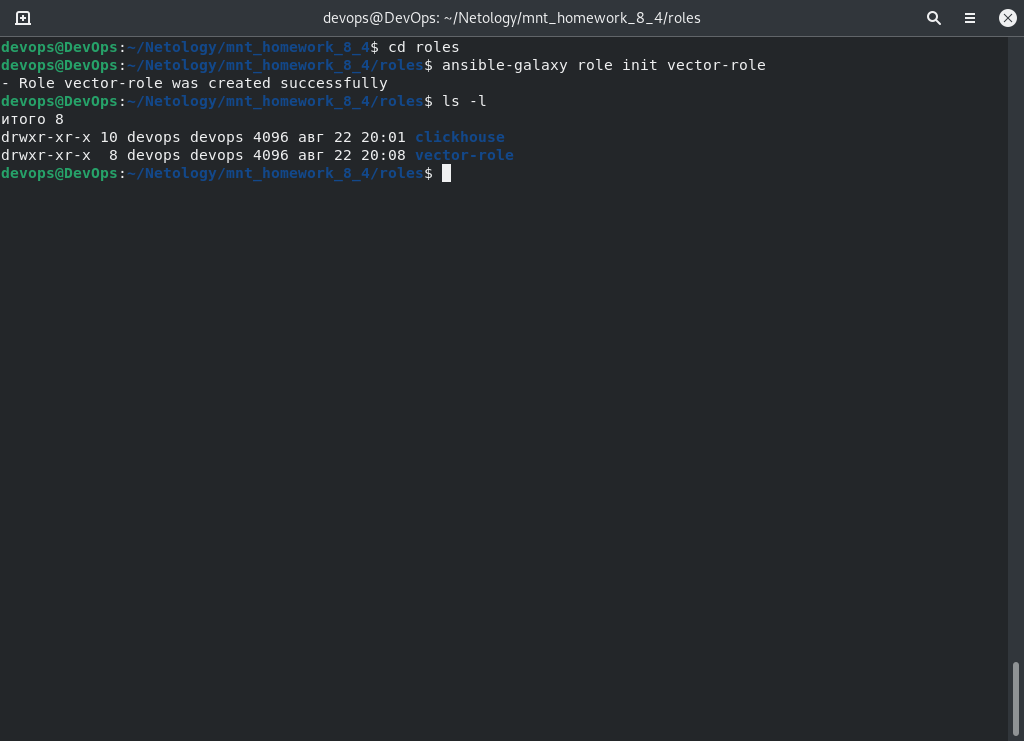 devops@DevOps: ~/Netology/mnt_homework_8_4/roles
devops@DevOps:~/Netology/mnt_homework_8_4$ cd roles
devops@DevOps:~/Netology/mnt_homework_8_4/roles$ ansible-galaxy role init vector-role
- Role vector-role was created successfully
devops@DevOps:~/Netology/mnt_homework_8_4/roles$ ls -l
итого 8
drwxr-xr-x 10 devops devops 4096 авг 22 20:01 clickhouse
drwxr-xr-x  8 devops devops 4096 авг 22 20:08 vector-role
devops@DevOps:~/Netology/mnt_homework_8_4/roles$